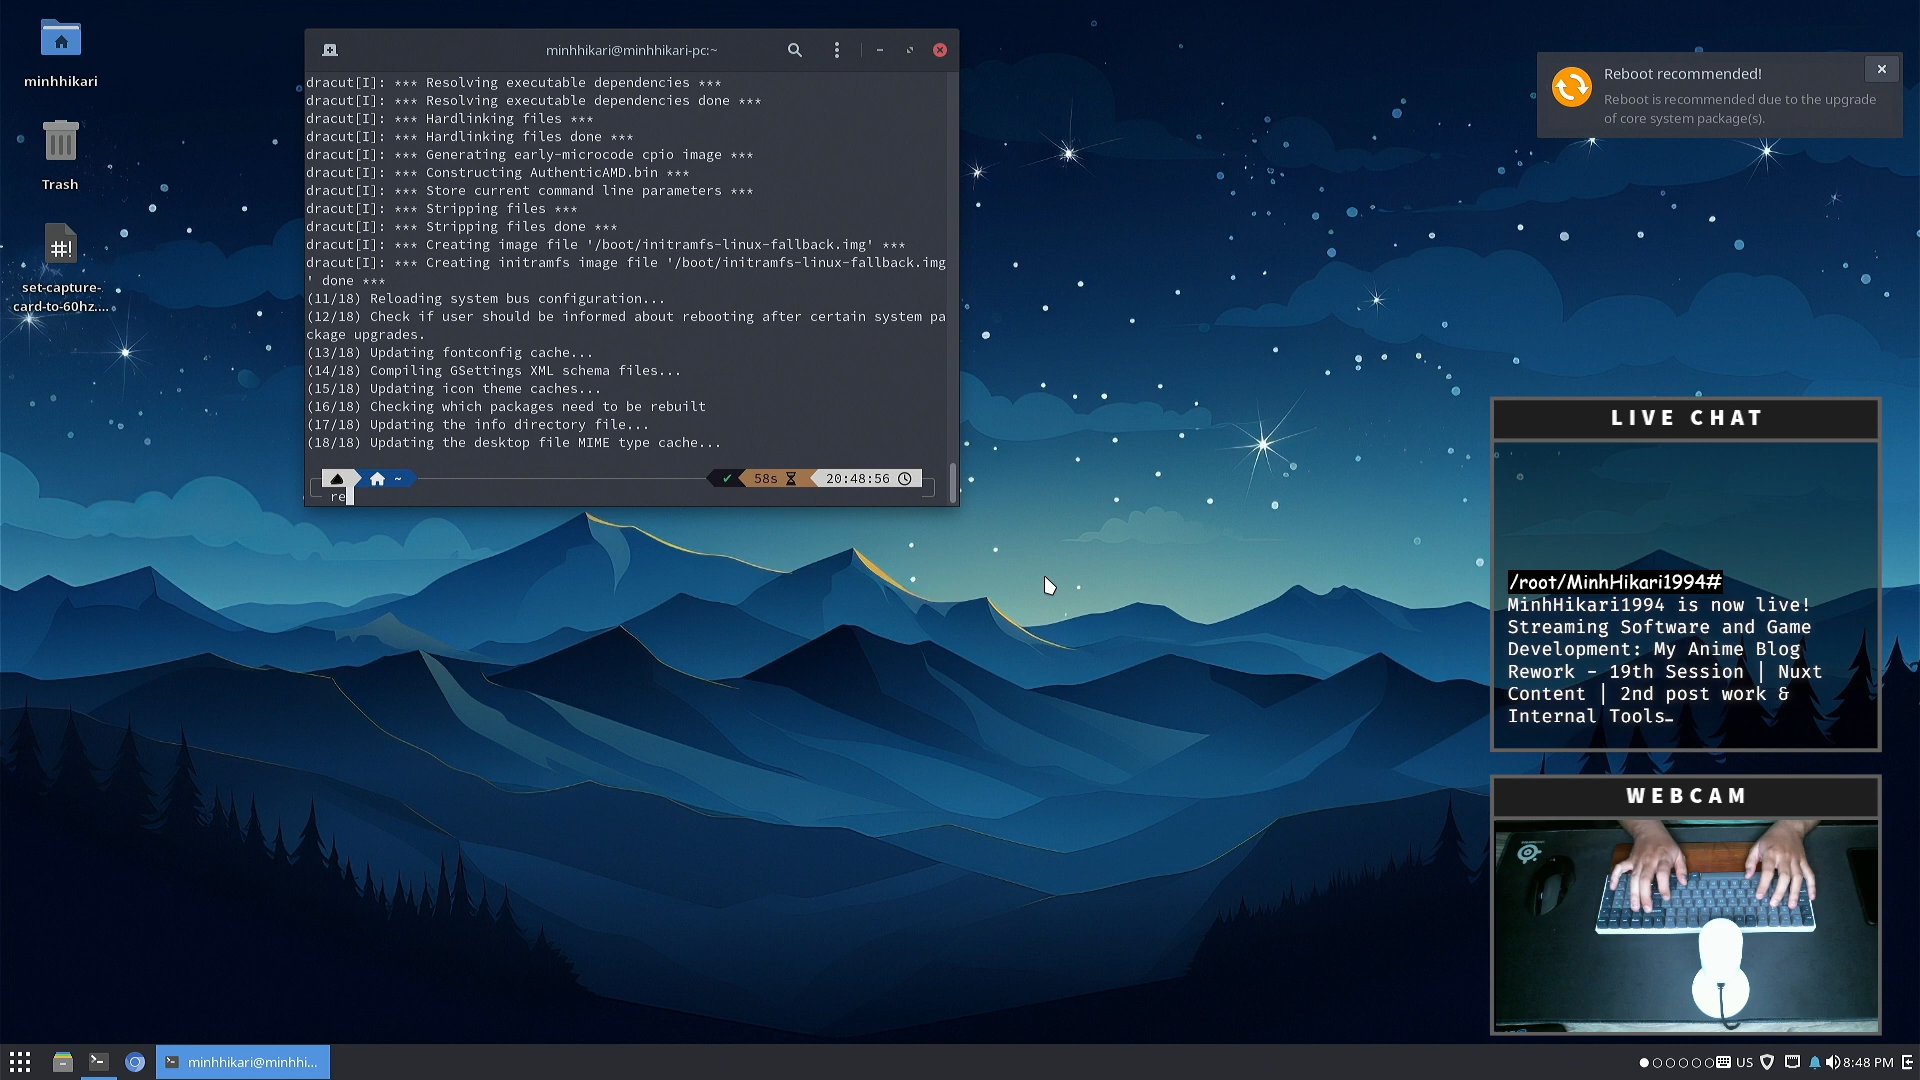 minhhikari
Trash
#!
set-capture-
card-to-60hz....
minhhikari@minhhikari-pc:~
dracut[I]: *** Resolving executable dependencies ***
dracut[I]: *** Resolving executable dependencies done ***
dracut[I]: *** Hardlinking files ***
dracut[I]: *** Hardlinking files done ***
dracut[I]: *** Generating early-microcode cpio image ***
dracut[I]: *** Constructing AuthenticAMD.bin ***
dracut[I]: *** Store current command line parameters ***
dracut[I]: *** Stripping files ***
dracut[I]: *** Stripping files done ***
dracut[I]: *** Creating image file '/boot/initramfs-linux-fallback.img' ***
dracut[I]: *** Creating initramfs image file '/boot/initramfs-linux-fallback.img
' done ***
(11/18) Reloading system bus configuration...
(12/18) Check if user should be informed about rebooting after certain system pa
ckage upgrades.
(13/18) Updating fontconfig cache...
(14/18) Compiling GSettings XML schema files...
(15/18) Updating icon theme caches...
(16/18) Checking which packages need to be rebuilt
(17/18) Updating the info directory file...
(18/18) Updating the desktop file MIME type cache...
~ ✔ 58s 20:48:56
re
Reboot recommended!
Reboot is recommended due to the upgrade
of core system package(s).
LIVE CHAT
/root/MinhHikari1994#
MinhHikari1994 is now live!
Streaming Software and Game
Development: My Anime Blog
Rework - 19th Session | Nuxt
Content | 2nd post work &
Internal Tools_
WEBCAM
minhhikari@minhhi...
US
8:48 PM